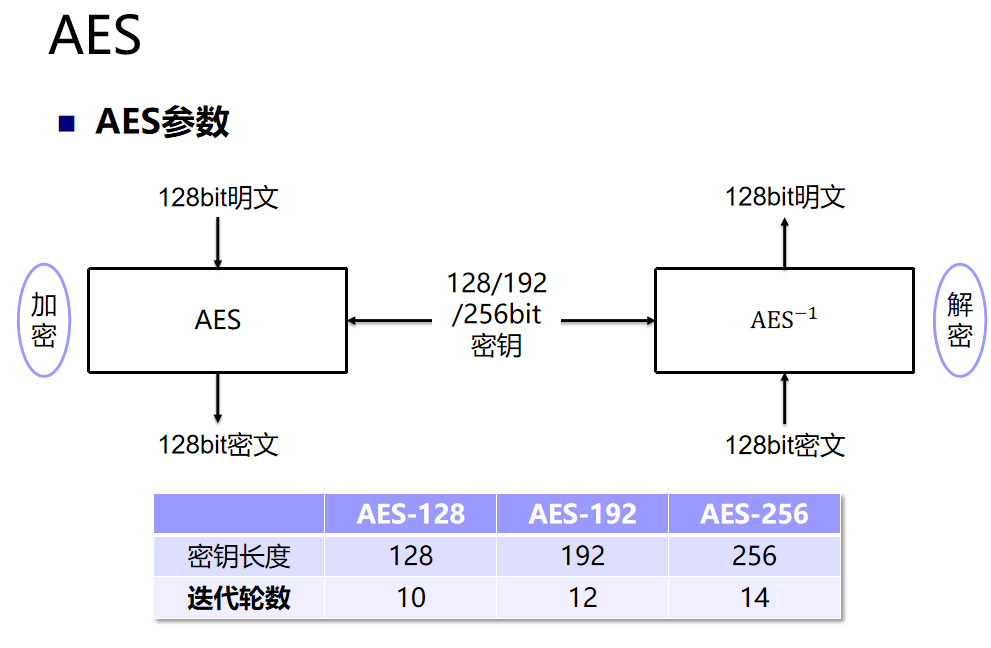 AES
AES参数
128bit明文
128bit明文
加
密
AES
128/192
/256bit
密钥
AES⁻¹
解
密
128bit密文
128bit密文
AES-128 AES-192 AES-256
密钥长度 128 192 256
迭代轮数 10 12 14